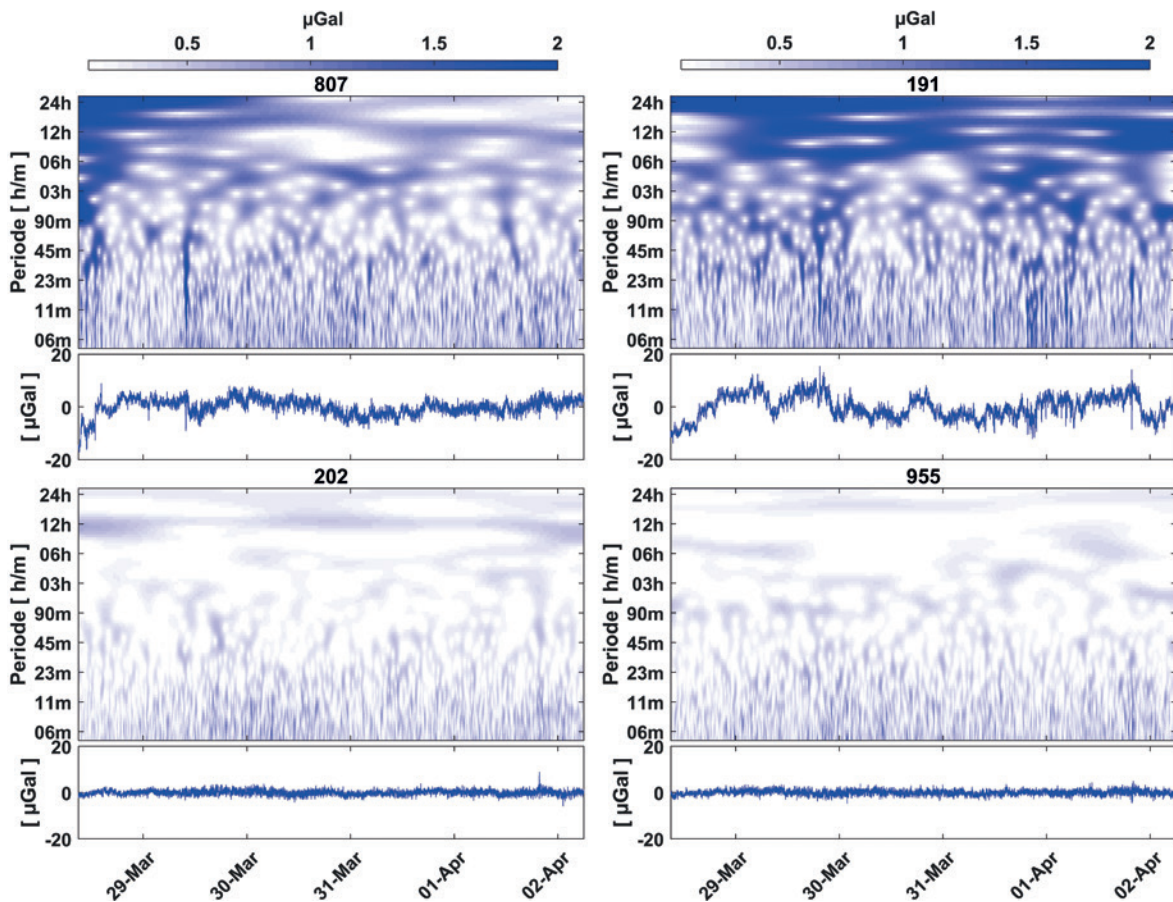 µGal
0.5 1 1.5 2
807
24h
12h
06h
03h
90m
45m
23m
11m
06m
Periode [ h/m ]
20
0
-20
[ µGal ]
µGal
0.5 1 1.5 2
191
24h
12h
06h
03h
90m
45m
23m
11m
06m
Periode [ h/m ]
20
0
-20
[ µGal ]
202
24h
12h
06h
03h
90m
45m
23m
11m
06m
Periode [ h/m ]
20
0
-20
[ µGal ]
29-Mar 30-Mar 31-Mar 01-Apr 02-Apr
955
24h
12h
06h
03h
90m
45m
23m
11m
06m
Periode [ h/m ]
20
0
-20
[ µGal ]
29-Mar 30-Mar 31-Mar 01-Apr 02-Apr